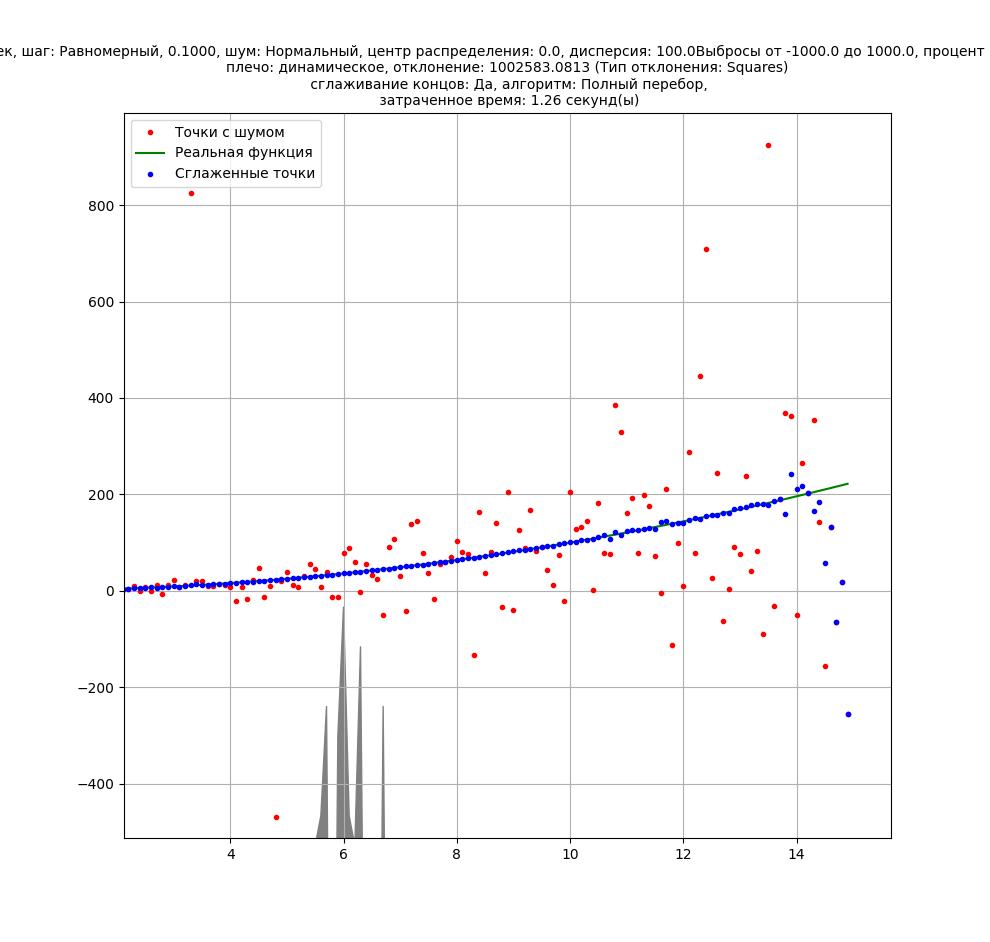 шаг: Равномерный, 0.1000, шум: Нормальный, центр распределения: 0.0, дисперсия: 100.0Выбросы от -1000.0 до 1000.0, процент
плечо: динамическое, отклонение: 1002583.0813 (Тип отклонения: Squares)
сглаживание концов: Да, алгоритм: Полный перебор,
затраченное время: 1.26 секунд(ы)
Точки с шумом
Реальная функция
Сглаженные точки
800
600
400
200
0
−200
−400
4 6 8 10 12 14